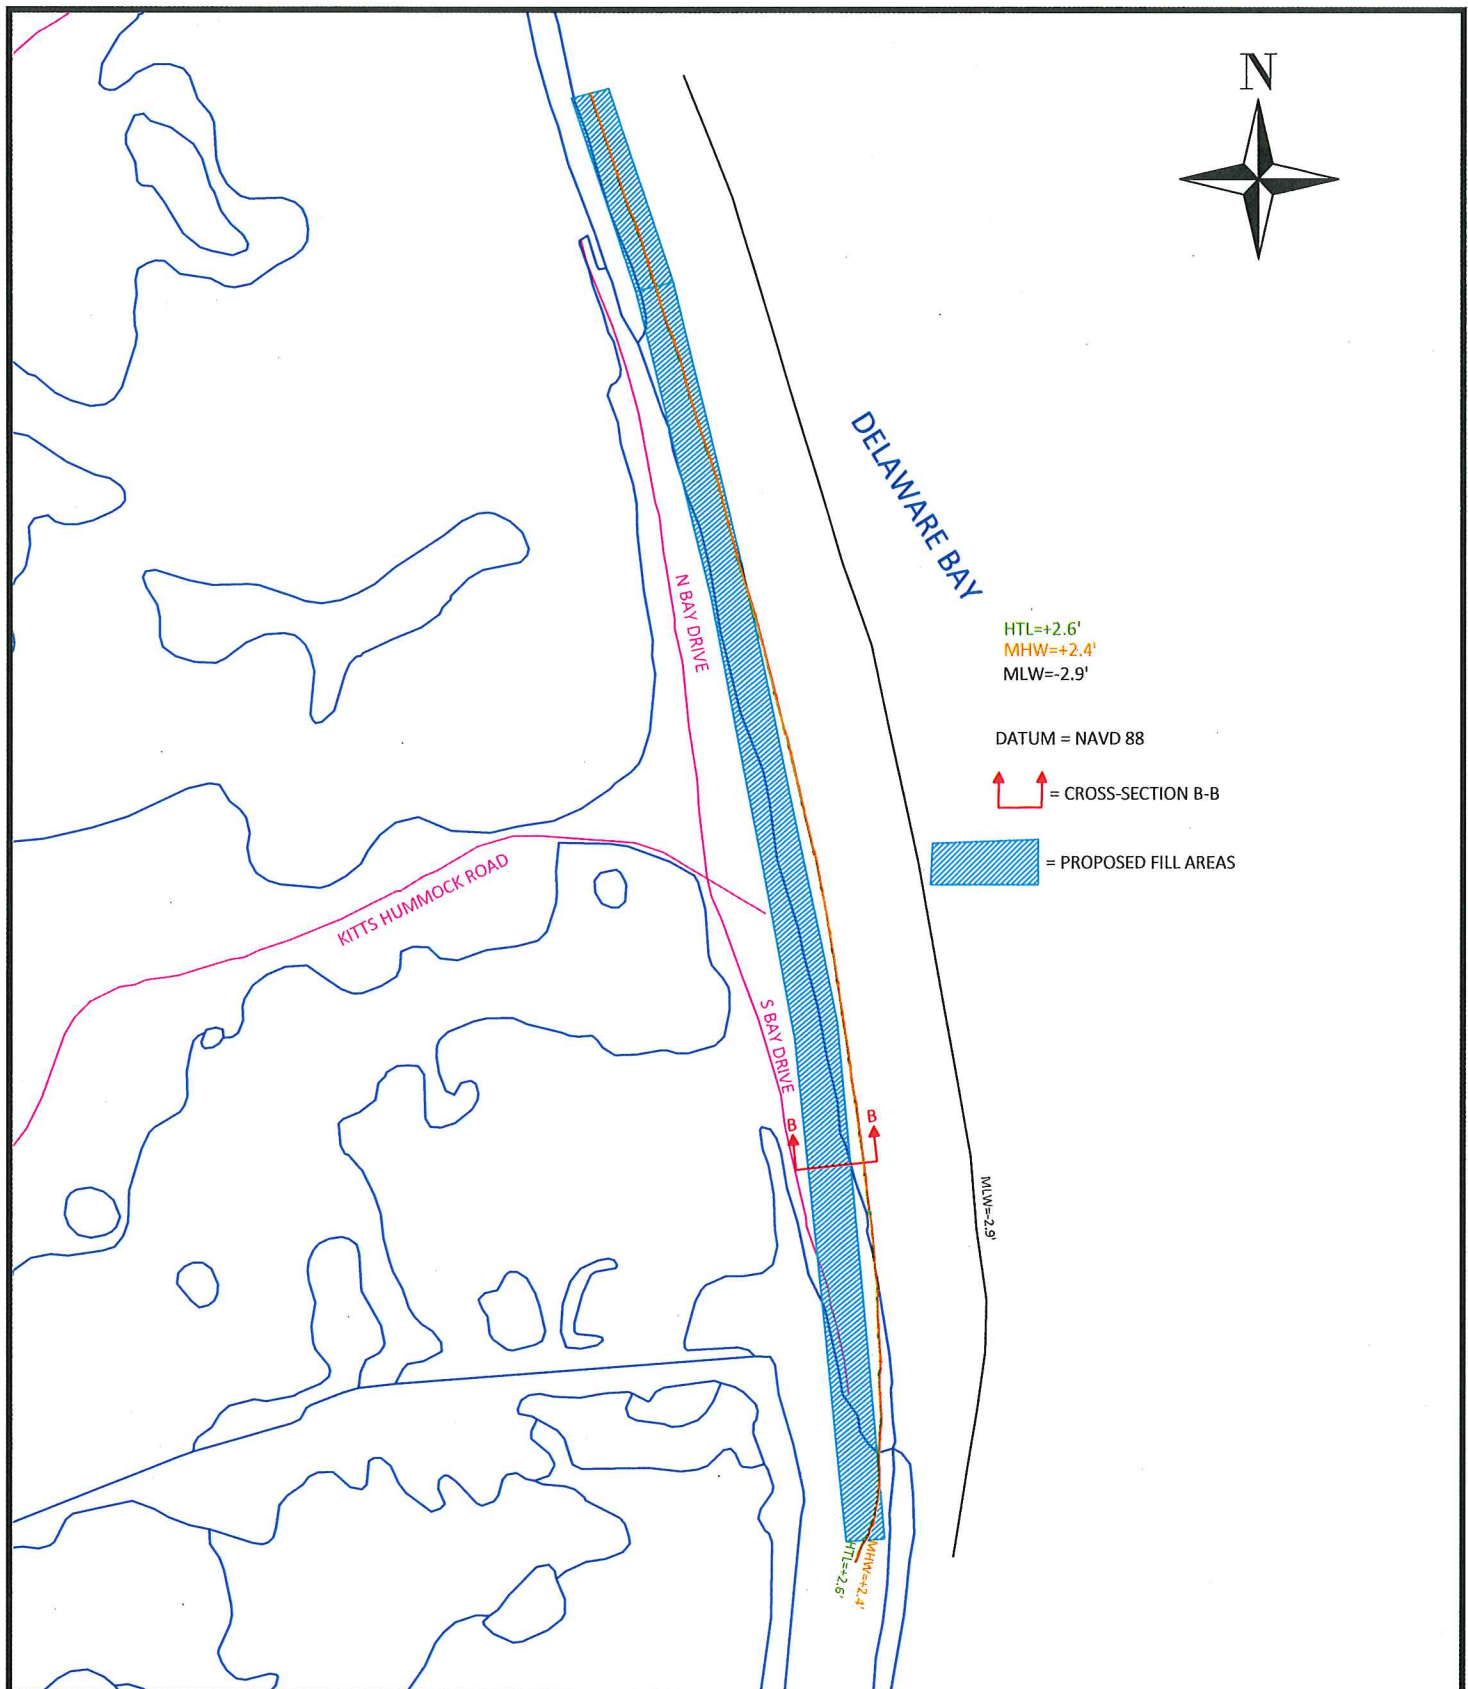 N
DELAWARE BAY
HTL=+2.6'
MHW=+2.4'
MLW=-2.9'
N BAY DRIVE
DATUM = NAVD 88
= CROSS-SECTION B-B
= PROPOSED FILL AREAS
KITTS HUMMOCK ROAD
S BAY DRIVE
B
B
MLW=-2.9'
HTL=+2.6'
MHW=+2.4'